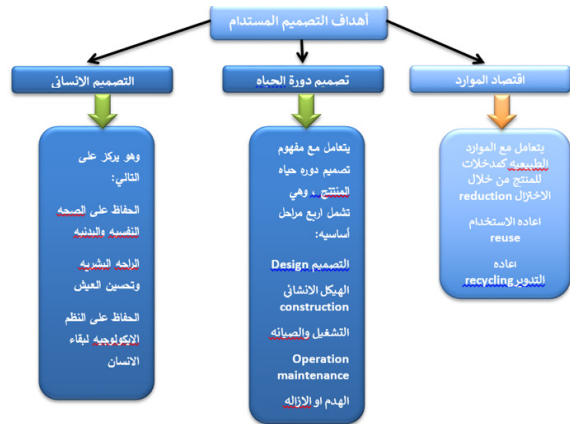 أهداف التصميم المستدام
اقتصاد الموارد
يتعامل مع الموارد
الطبيعيه كمدخلات
للمنتج من خلال
الاختزال reduction
اعاده الاستخدام
reuse
اعاده
التدوير recycling
تصميم دورة الحياه
يتعامل مع مفهوم
تصميم دوره حياه
المنتتج ، وهي
تشمل اربع مراحل
أساسيه:
التصميم Design
الهيكل الانشائى
construction
التشغيل والصيانه
Operation
maintenance
الهدم او الازاله
التصميم الانسانى
وهو يركز على
التالي:
الحفاظ على الصحه
النفسيه والبدنيه
الراحه البشريه
وتحسين العيش
الحفاظ على النظم
الايكولوجيه لبقاء
الانسان